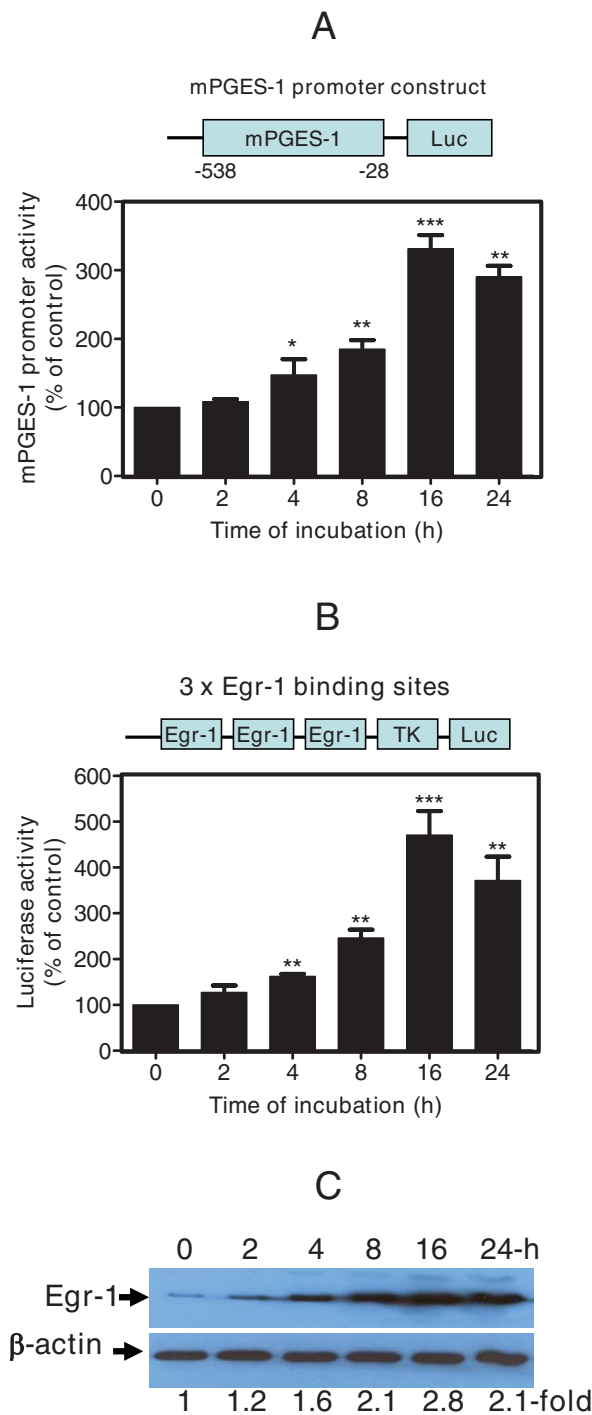 A
mPGES-1 promoter construct
mPGES-1 Luc
-538 -28
mPGES-1 promoter activity
(% of control)
400
300
200
100
0
* ** *** **
0 2 4 8 16 24
Time of incubation (h)
B
3 x Egr-1 binding sites
Egr-1 Egr-1 Egr-1 TK Luc
Luciferase activity
(% of control)
600
500
400
300
200
100
0
** ** *** **
0 2 4 8 16 24
Time of incubation (h)
C
0 2 4 8 16 24-h
Egr-1
β-actin
1 1.2 1.6 2.1 2.8 2.1-fold